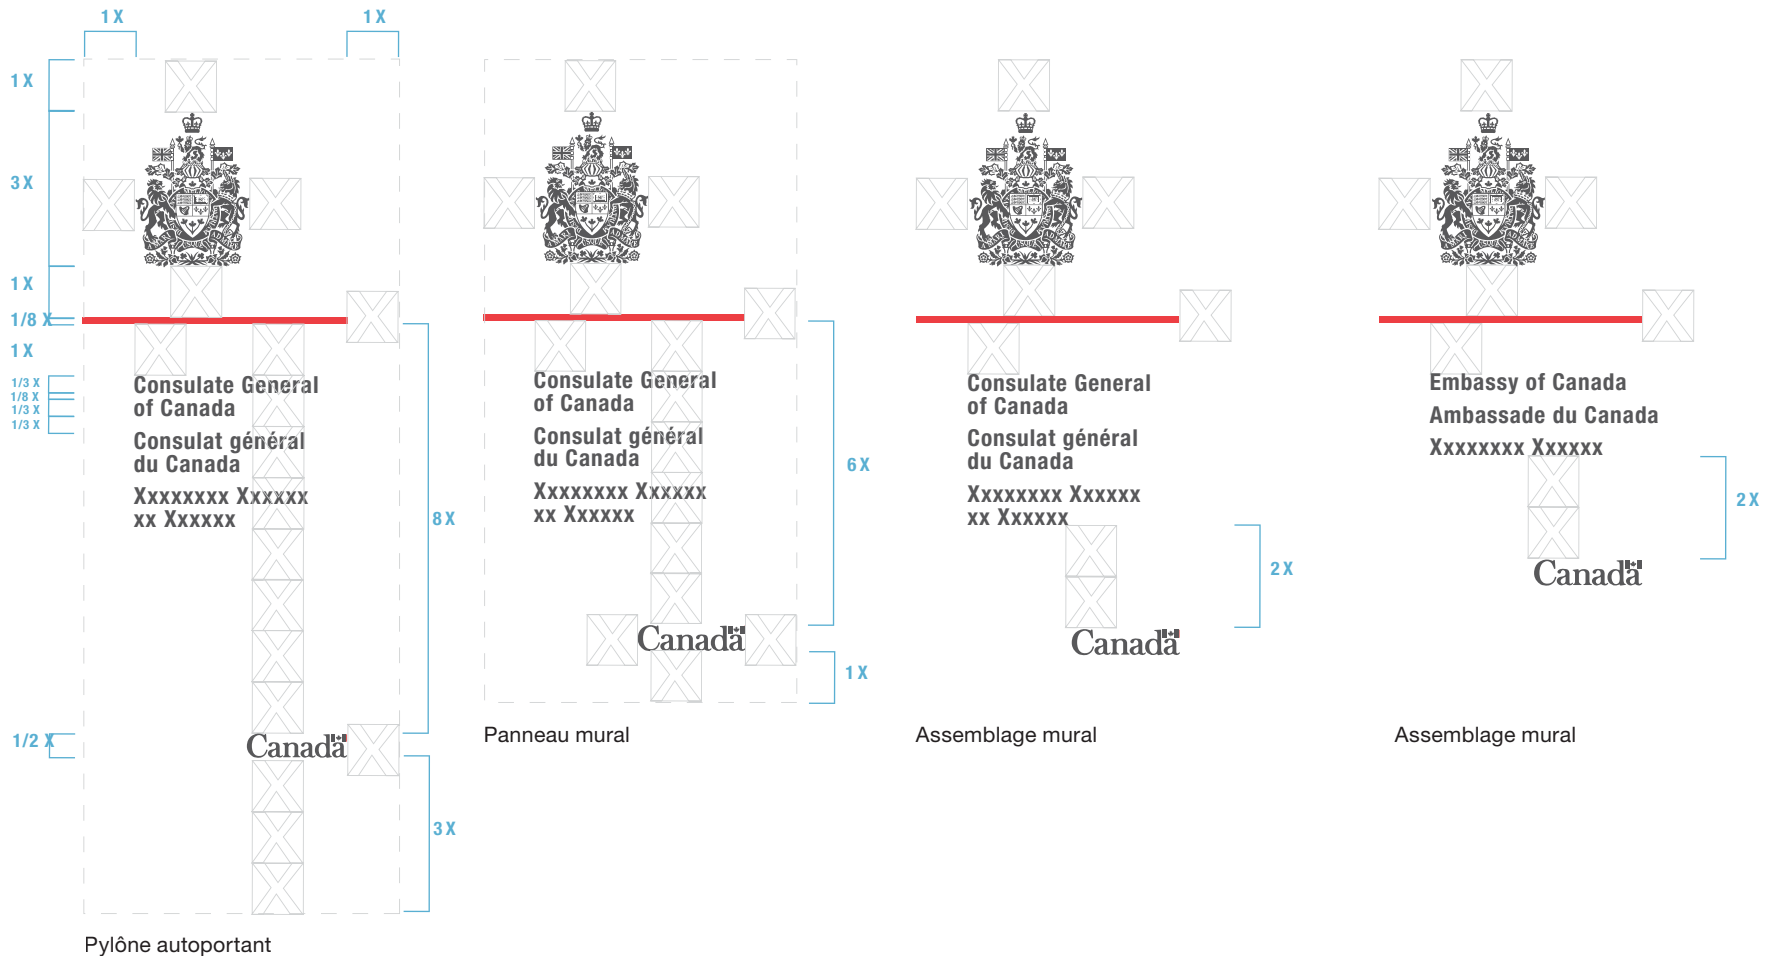 1 X
1 X
1 X
3 X
1 X
1/8 X
1 X
1/3 X
1/8 X
1/3 X
1/3 X
Consulate General
of Canada
Consulat général
du Canada
Xxxxxxxx Xxxxxx
xx Xxxxxx
8 X
1/2 X
Canada
3 X
Pylône autoportant
Consulate General
of Canada
Consulat général
du Canada
Xxxxxxxx Xxxxxx
xx Xxxxxx
6 X
Canada
1 X
Panneau mural
Consulate General
of Canada
Consulat général
du Canada
Xxxxxxxx Xxxxxx
xx Xxxxxx
2 X
Canada
Assemblage mural
Embassy of Canada
Ambassade du Canada
Xxxxxxxx Xxxxxx
2 X
Canada
Assemblage mural